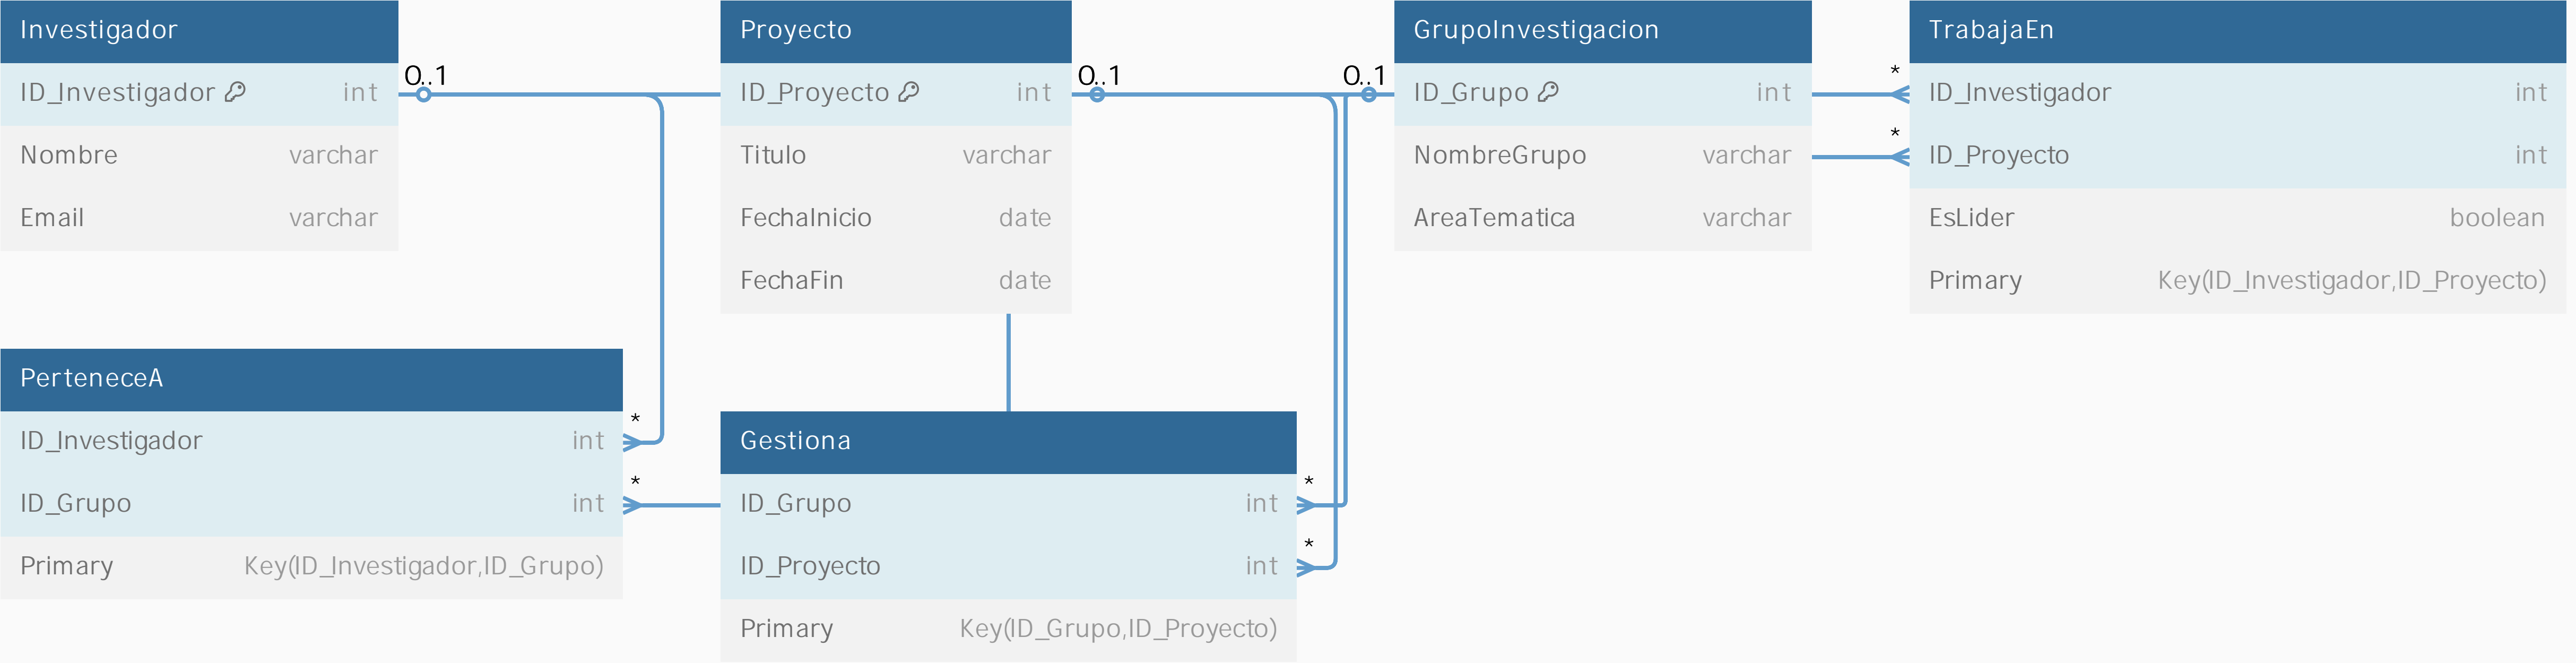 Investigador
ID_Investigador int
Nombre varchar
Email varchar
0..1
Proyecto
ID_Proyecto int
Titulo varchar
FechaInicio date
FechaFin date
0..1
0..1
GrupoInvestigacion
ID_Grupo int
NombreGrupo varchar
AreaTematica varchar
*
*
TrabajaEn
ID_Investigador int
ID_Proyecto int
EsLider boolean
Primary Key(ID_Investigador,ID_Proyecto)
PerteneceA
ID_Investigador int
ID_Grupo int
Primary Key(ID_Investigador,ID_Grupo)
*
*
Gestiona
ID_Grupo int
ID_Proyecto int
Primary Key(ID_Grupo,ID_Proyecto)
*
*